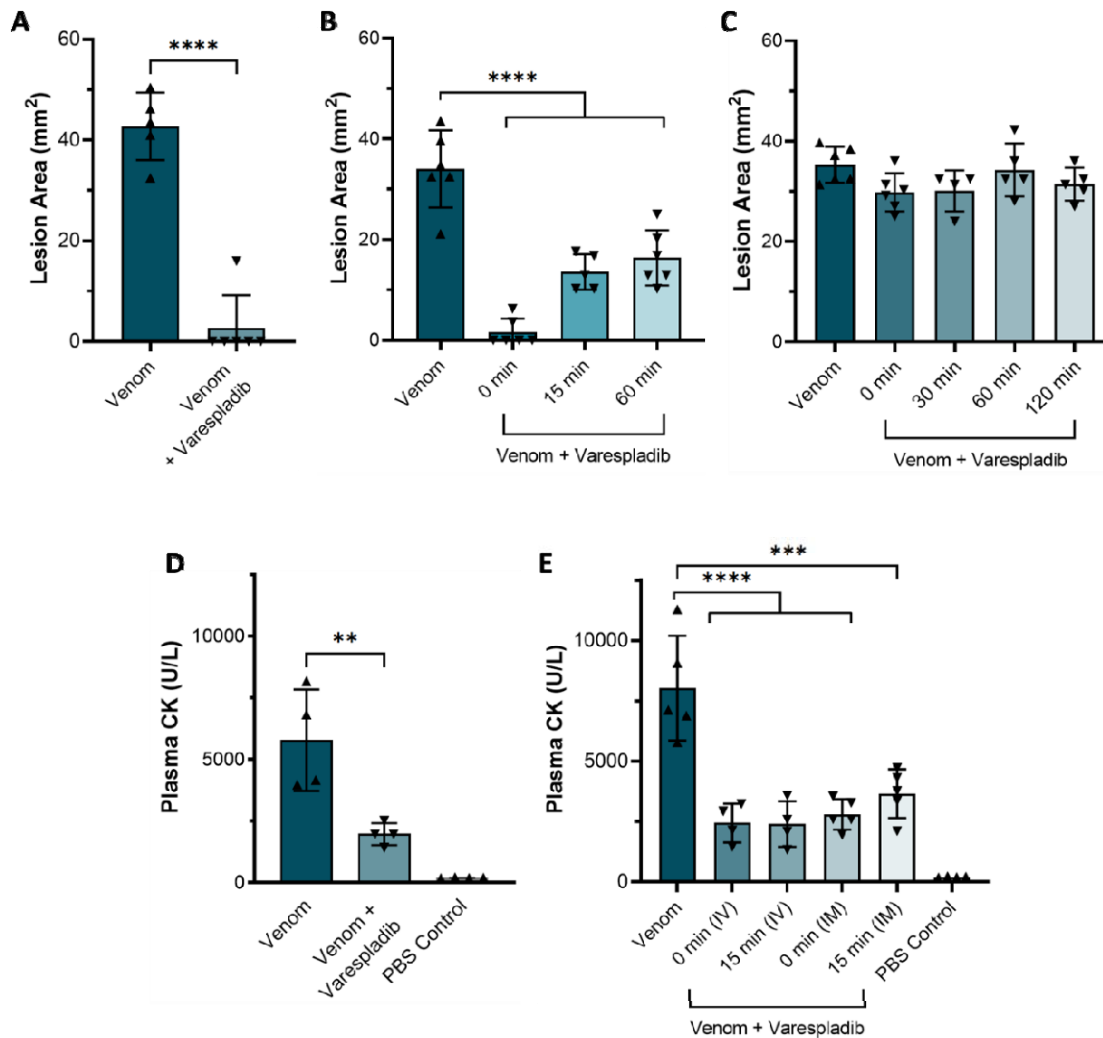 A
Lesion Area (mm²)
60
40
20
0
****
Venom
Venom
+ Varespladib
B
Lesion Area (mm²)
60
40
20
0
****
Venom
0 min
15 min
60 min
Venom + Varespladib
C
Lesion Area (mm²)
60
40
20
0
Venom
0 min
30 min
60 min
120 min
Venom + Varespladib
D
Plasma CK (U/L)
10000
5000
0
**
Venom
Venom +
Varespladib
PBS Control
E
Plasma CK (U/L)
10000
5000
0
***
****
Venom
0 min (IV)
15 min (IV)
0 min (IM)
15 min (IM)
PBS Control
Venom + Varespladib